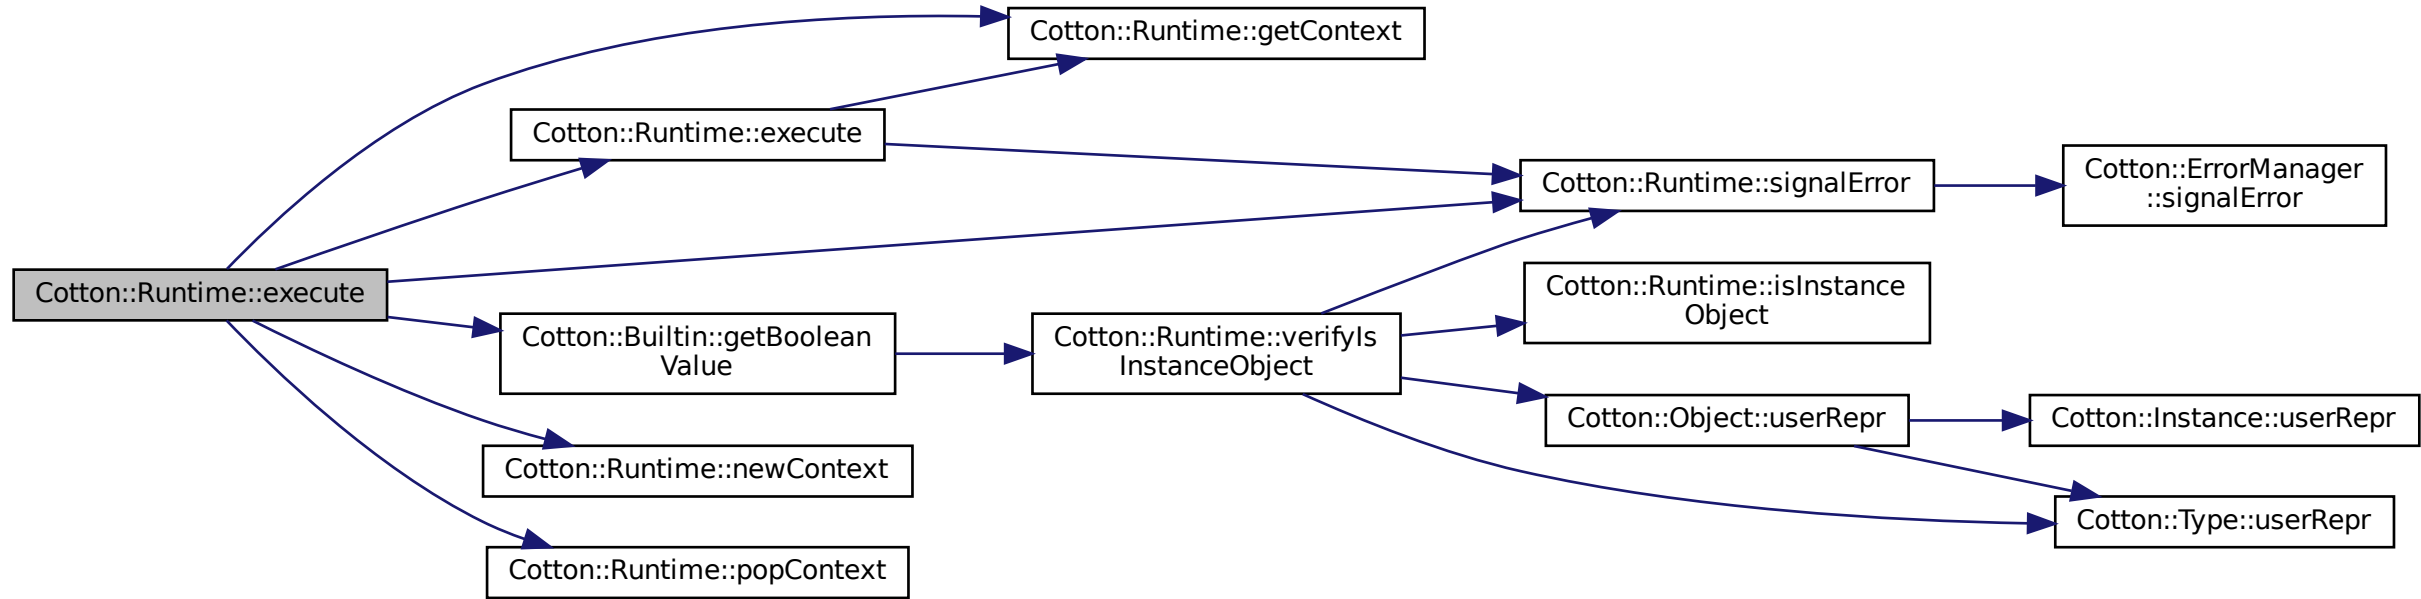 Cotton::Runtime::getContext
Cotton::Runtime::execute
Cotton::Runtime::signalError
Cotton::ErrorManager
::signalError
Cotton::Runtime::execute
Cotton::Runtime::isInstance
Object
Cotton::Builtin::getBoolean
Value
Cotton::Runtime::verifyIs
InstanceObject
Cotton::Object::userRepr
Cotton::Instance::userRepr
Cotton::Runtime::newContext
Cotton::Type::userRepr
Cotton::Runtime::popContext